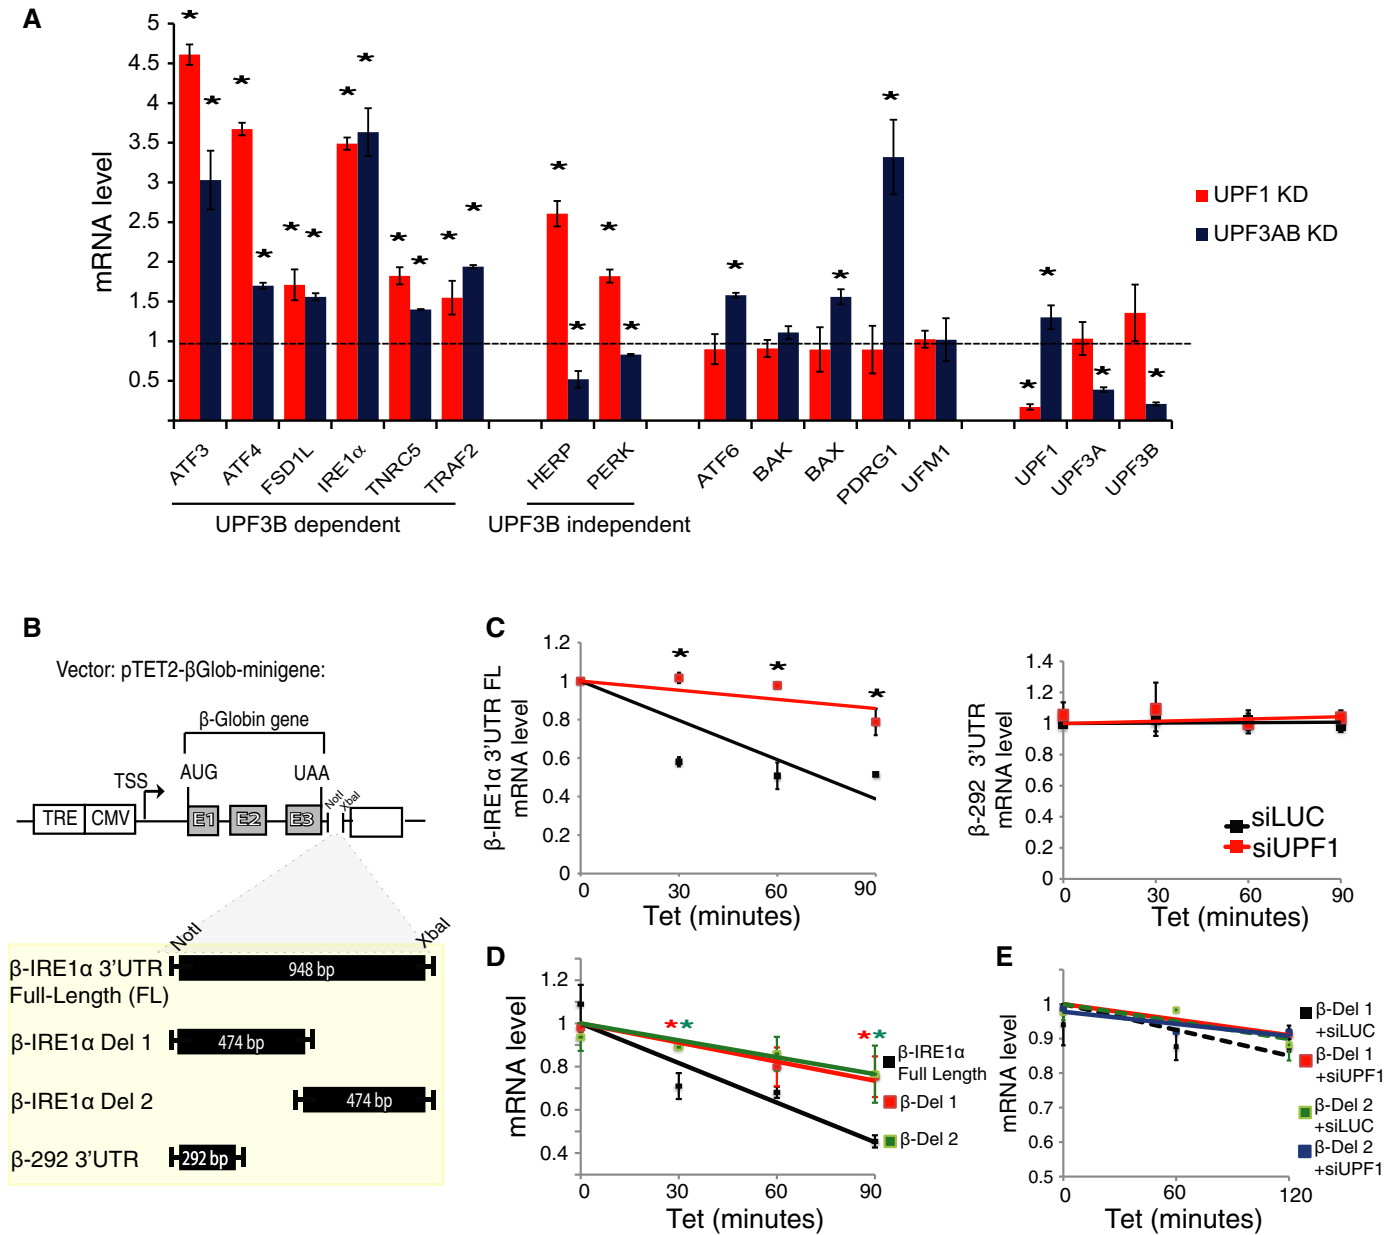 A
5
4.5
4
3.5
3
2.5
2
1.5
1
0.5
mRNA level
* * * * * * * * * * * *
* * * *
* * *
* * * *
UPF1 KD
UPF3AB KD
ATF3 ATF4 FSD1L IRE1α TNRC5 TRAF2 HERP PERK ATF6 BAK BAX PDRG1 UFM1 UPF1 UPF3A UPF3B
UPF3B dependent UPF3B independent
B
Vector: pTET2-βGlob-minigene:
β-Globin gene
TSS AUG UAA
NotI XbaI
TRE CMV E1 E2 E3
NotI XbaI
β-IRE1α 3'UTR 948 bp
Full-Length (FL)
β-IRE1α Del 1 474 bp
β-IRE1α Del 2 474 bp
β-292 3'UTR 292 bp
C
β-IRE1α 3'UTR FL
mRNA level
1.2
1
0.8
0.6
0.4
0.2
0
* * *
0 30 60 90
Tet (minutes)
β-292 3'UTR
mRNA level
1.4
1.2
1
0.8
0.6
0.4
0.2
0
siLUC
siUPF1
0 30 60 90
Tet (minutes)
D
mRNA level
1.2
1
0.8
0.6
0.4
** **
β-IRE1α
Full Length
β-Del 1
β-Del 2
0 30 60 90
Tet (minutes)
E
mRNA level
1
0.9
0.8
0.7
0.6
0.5
β-Del 1
+siLUC
β-Del 1
+siUPF1
β-Del 2
+siLUC
β-Del 2
+siUPF1
0 60 120
Tet (minutes)